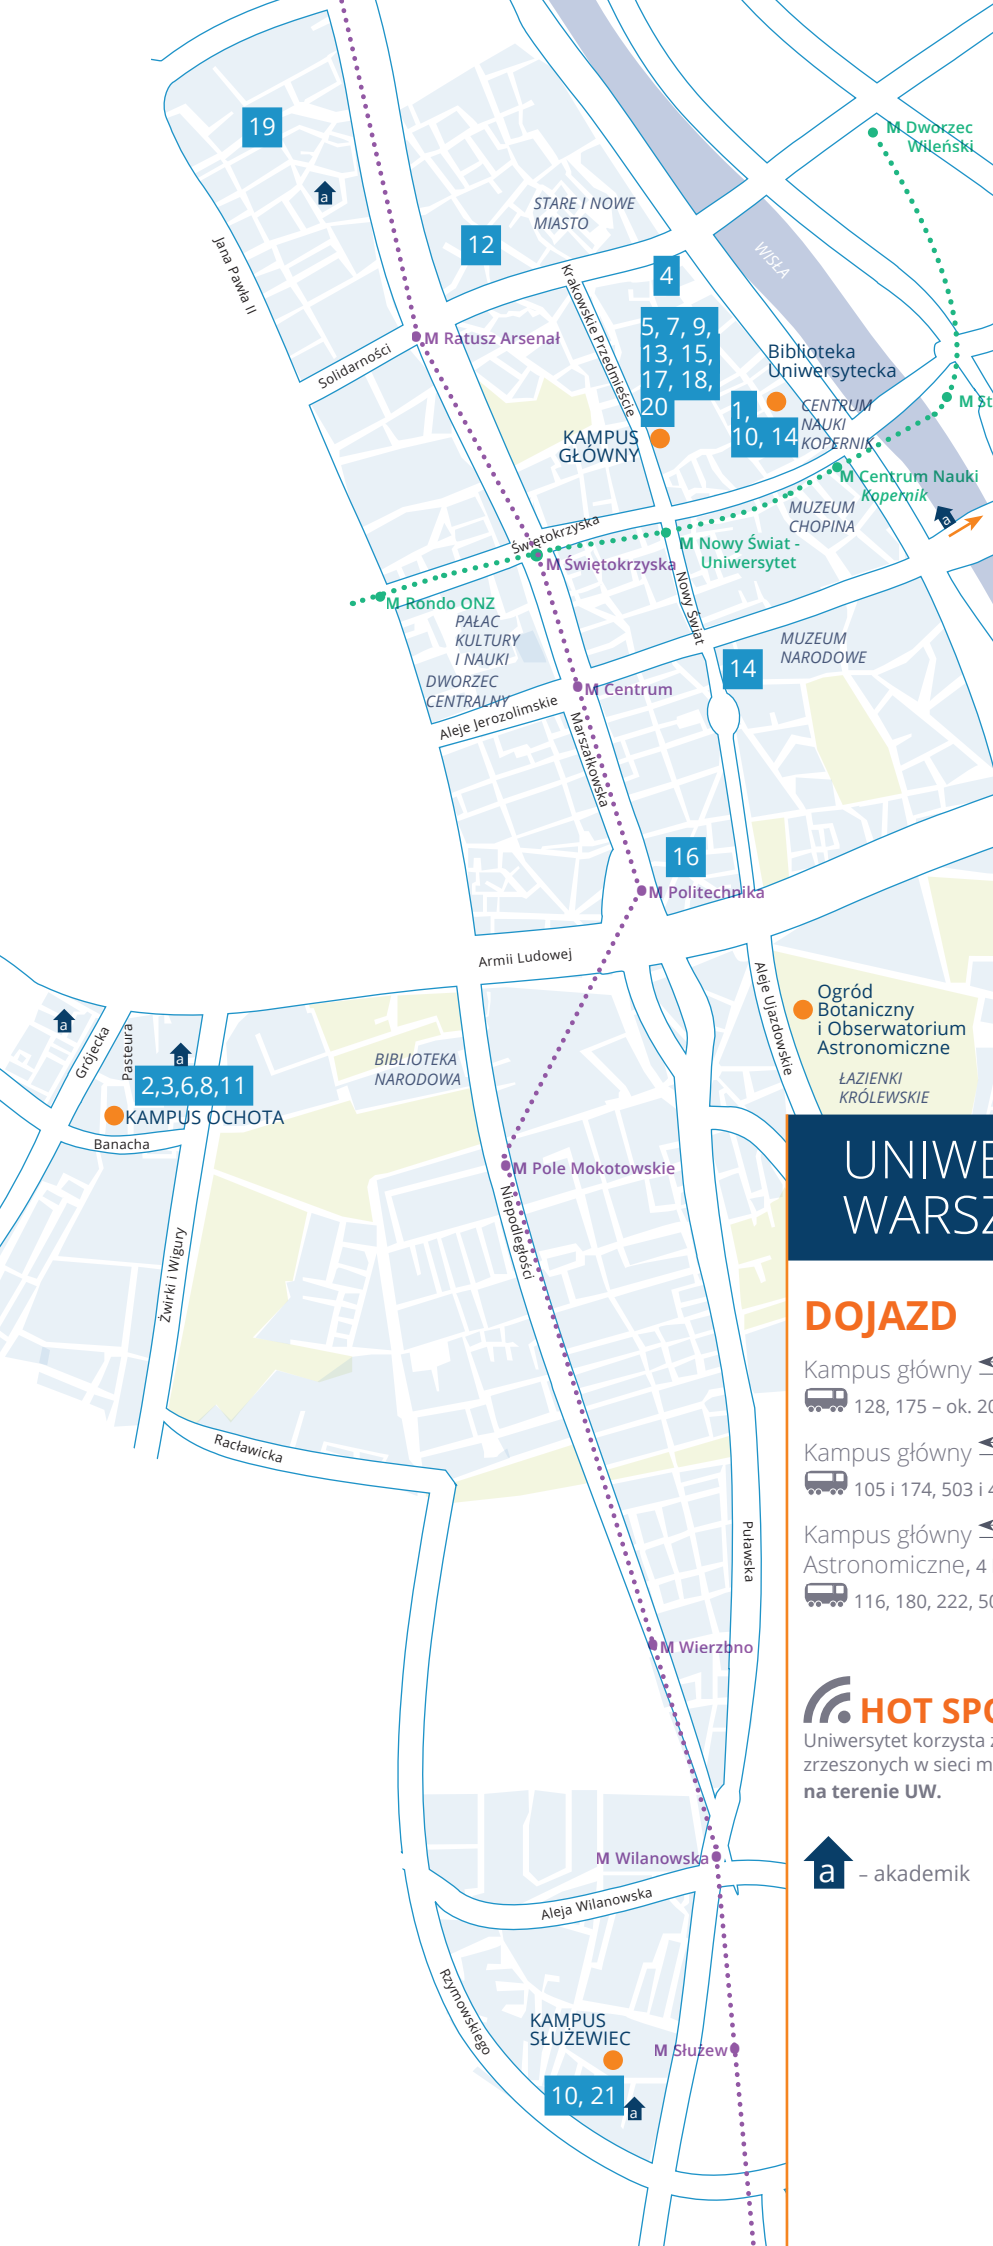 19
M Dworzec
Wileński
a
STARE I NOWE
MIASTO
12
WISŁA
Jana Pawła II
4
Krakowskie Przedmieście
5, 7, 9,
13, 15,
17, 18,
20
M Ratusz Arsenał
Solidarności
Biblioteka
Uniwersytecka
1,
10, 14
CENTRUM
NAUKI
KOPERNIK
M St
KAMPUS
GŁÓWNY
M Centrum Nauki
Kopernik
MUZEUM
CHOPINA
a
Świętokrzyska
M Świętokrzyska
M Nowy Świat -
Uniwersytet
M Rondo ONZ
Nowy Świat
PAŁAC
KULTURY
I NAUKI
DWORZEC
CENTRALNY
MUZEUM
NARODOWE
14
M Centrum
Aleje Jerozolimskie
Marszałkowska
16
M Politechnika
Armii Ludowej
Aleje Ujazdowskie
Ogród
Botaniczny
i Obserwatorium
Astronomiczne
ŁAZIENKI
KRÓLEWSKIE
a
Grójecka
Pasteura
a
2,3,6,8,11
KAMPUS OCHOTA
Banacha
BIBLIOTEKA
NARODOWA
M Pole Mokotowskie
Niepodległości
Żwirki i Wigury
UNIWE
WARSZ
DOJAZD
Kampus główny
128, 175 – ok. 20
Kampus główny
105 i 174, 503 i 4
Kampus główny
Astronomiczne, 4
116, 180, 222, 50
Racławicka
Puławska
M Wierzbno
HOT SPO
Uniwersytet korzysta z
zrzeszonych w sieci m
na terenie UW.
a – akademik
M Wilanowska
Aleja Wilanowska
Rzymowskiego
KAMPUS
SŁUŻEWIEC
M Służew
10, 21
a